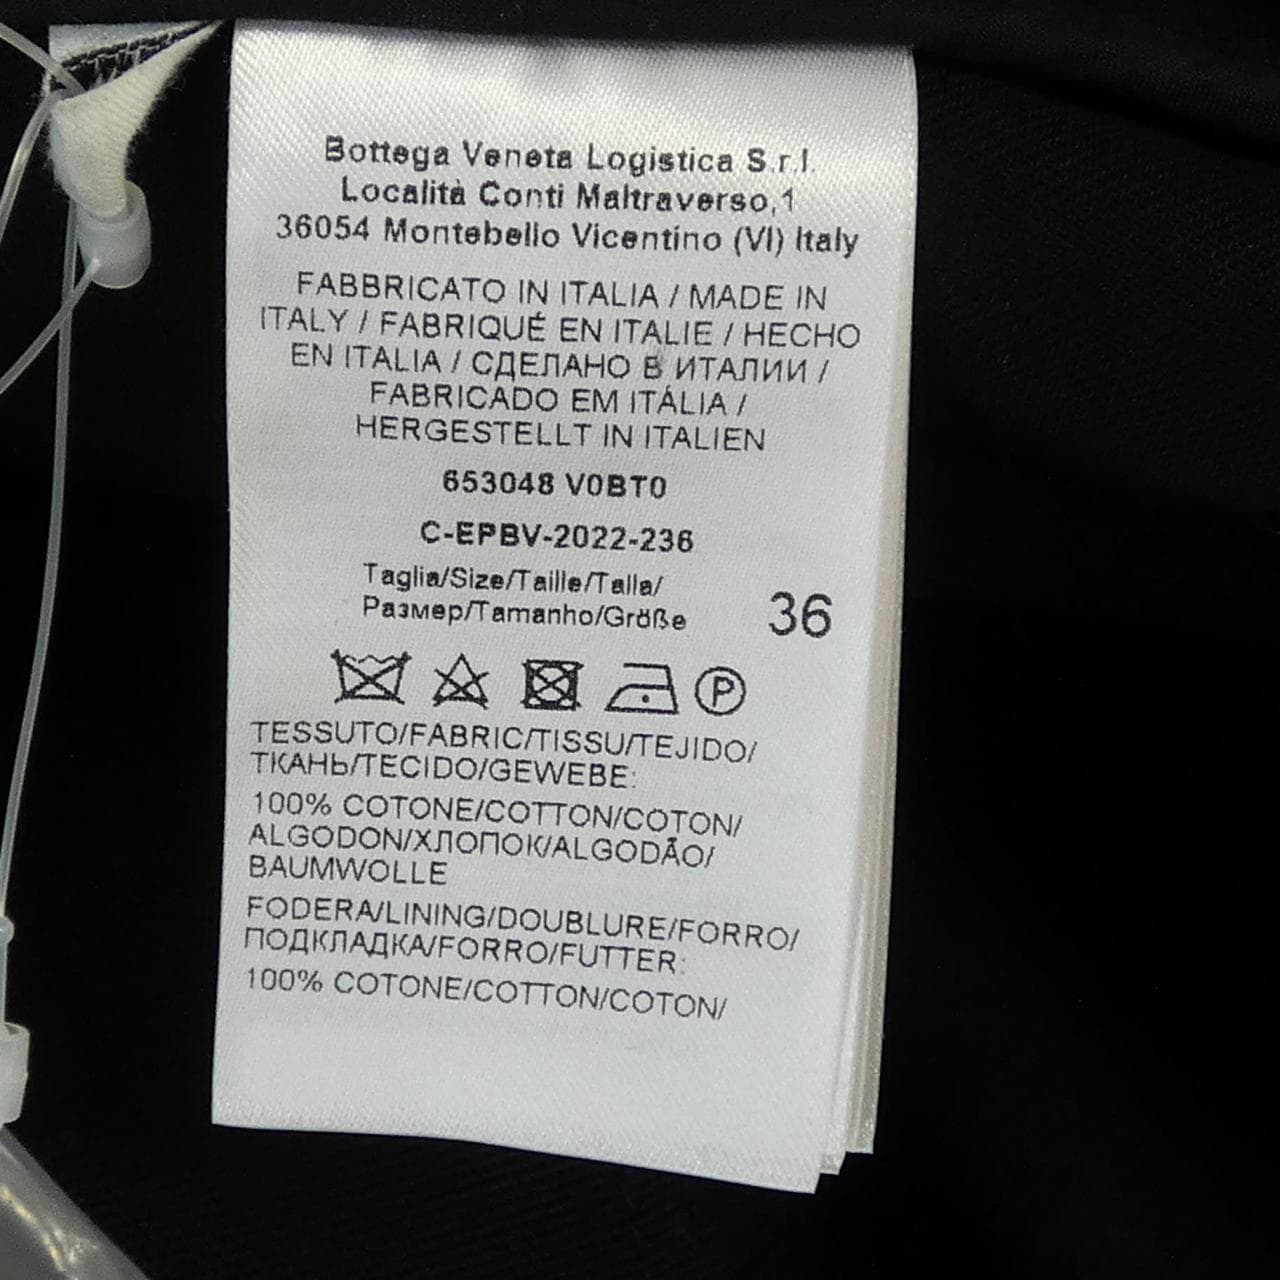 Bottega Veneta Logistica S.r.l.
Località Conti Maltraverso,1
36054 Montebello Vicentino (VI) Italy
FABBRICATO IN ITALIA / MADE IN
ITALY / FABRIQUÉ EN ITALIE / HECHO
EN ITALIA / СДЕЛАНО В ИТАЛИИ /
FABRICADO EM ITÁLIA /
HERGESTELLT IN ITALIEN
653048 V0BT0
C-EPBV-2022-236
Taglia/Size/Taille/Talla/
Размер/Tamanho/Größe
36
P
TESSUTO/FABRIC/TISSU/TEJIDO/
ТКАНЬ/TECIDO/GEWEBE:
100% COTONE/COTTON/COTON/
ALGODON/ХЛОПОК/ALGODÃO/
BAUMWOLLE
FODERA/LINING/DOUBLURE/FORRO/
ПОДКЛАДКА/FORRO/FUTTER:
100% COTONE/COTTON/COTON/